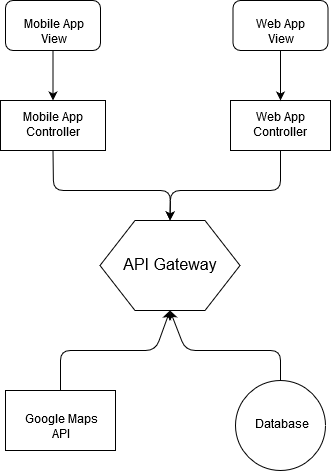 Mobile App
View
Web App
View
Mobile App
Controller
Web App
Controller
API Gateway
Google Maps
API
Database